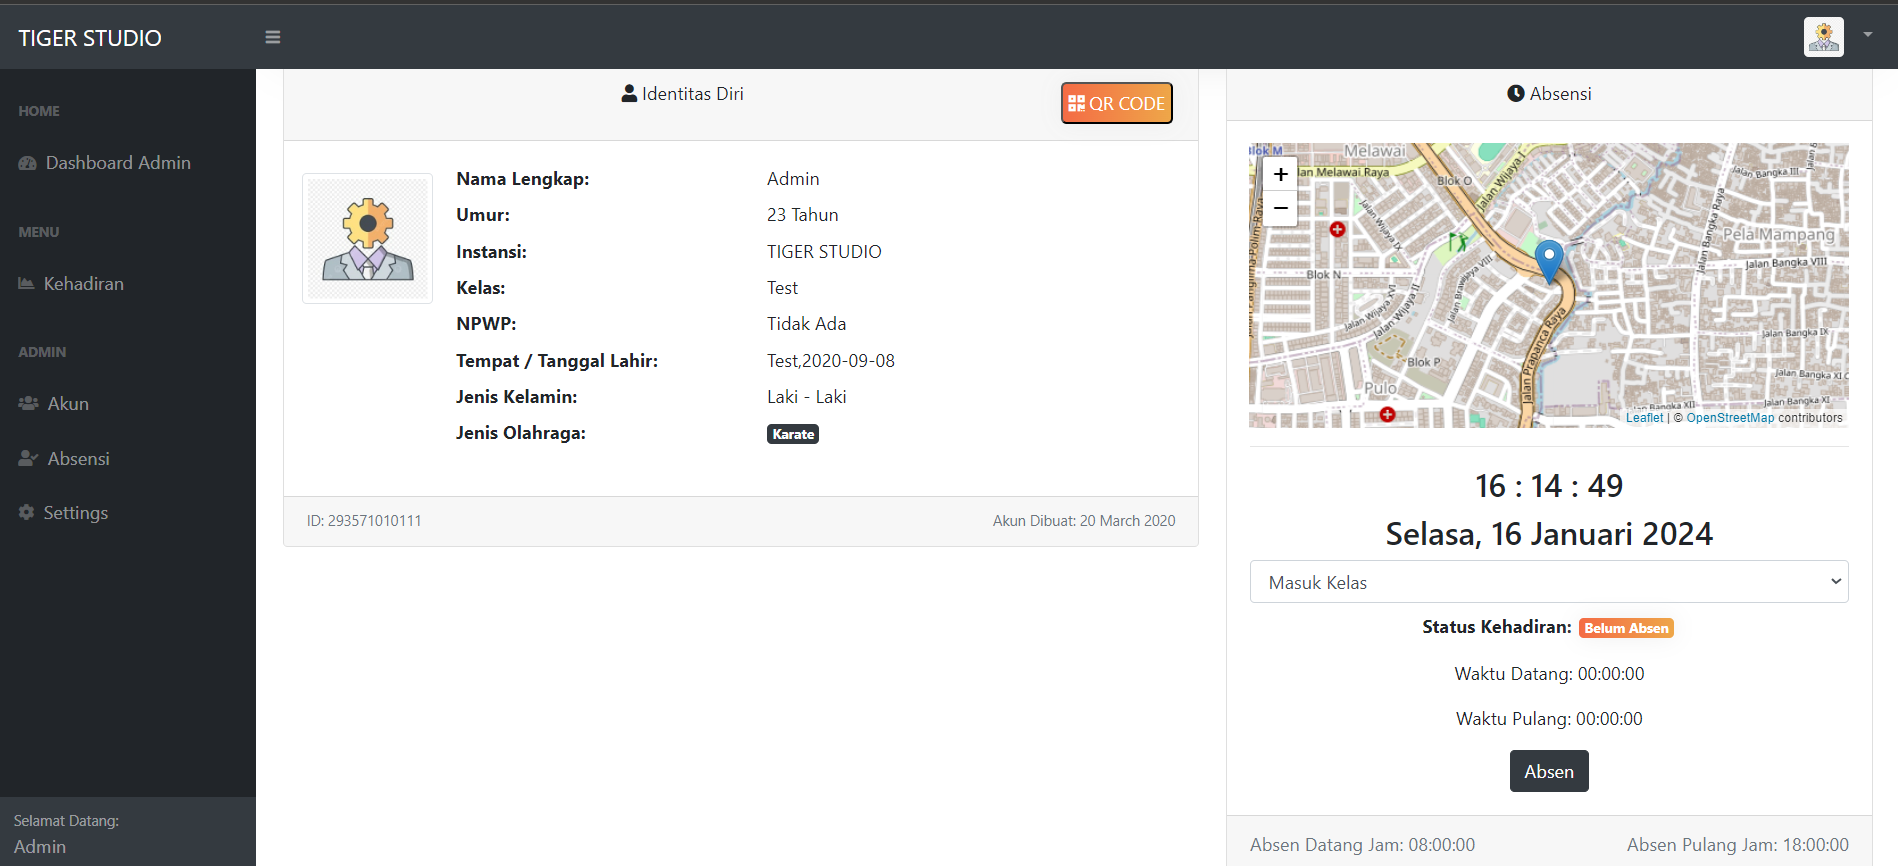 TIGER STUDIO
HOME
Dashboard Admin
MENU
Kehadiran
ADMIN
Akun
Absensi
Settings
Selamat Datang:
Admin
Identitas Diri
QR CODE
Nama Lengkap: Admin
Umur: 23 Tahun
Instansi: TIGER STUDIO
Kelas: Test
NPWP: Tidak Ada
Tempat / Tanggal Lahir: Test,2020-09-08
Jenis Kelamin: Laki - Laki
Jenis Olahraga: Karate
ID: 293571010111
Akun Dibuat: 20 March 2020
Absensi
Blok M
Melawai
+
−
Jalan Melawai Raya
Blok O
Jalan Wijaya I
Jalan Bangka III
Jalan Bangka Raya
Pela Mampang
Jalan Bangka VIII
Jalan Wijaya IX
Blok N
Jalan Brawijaya VIII
Jalan Wijaya XVI
Jalan Wijaya II
Jalan Prapanca Raya
Jalan Bangka IX
Blok P
Pulo
Jalan Bangka XI C
Jalan Bangka XII
Jalan Bangka XI
Leaflet | © OpenStreetMap contributors
16 : 14 : 49
Selasa, 16 Januari 2024
Masuk Kelas
Status Kehadiran: Belum Absen
Waktu Datang: 00:00:00
Waktu Pulang: 00:00:00
Absen
Absen Datang Jam: 08:00:00
Absen Pulang Jam: 18:00:00